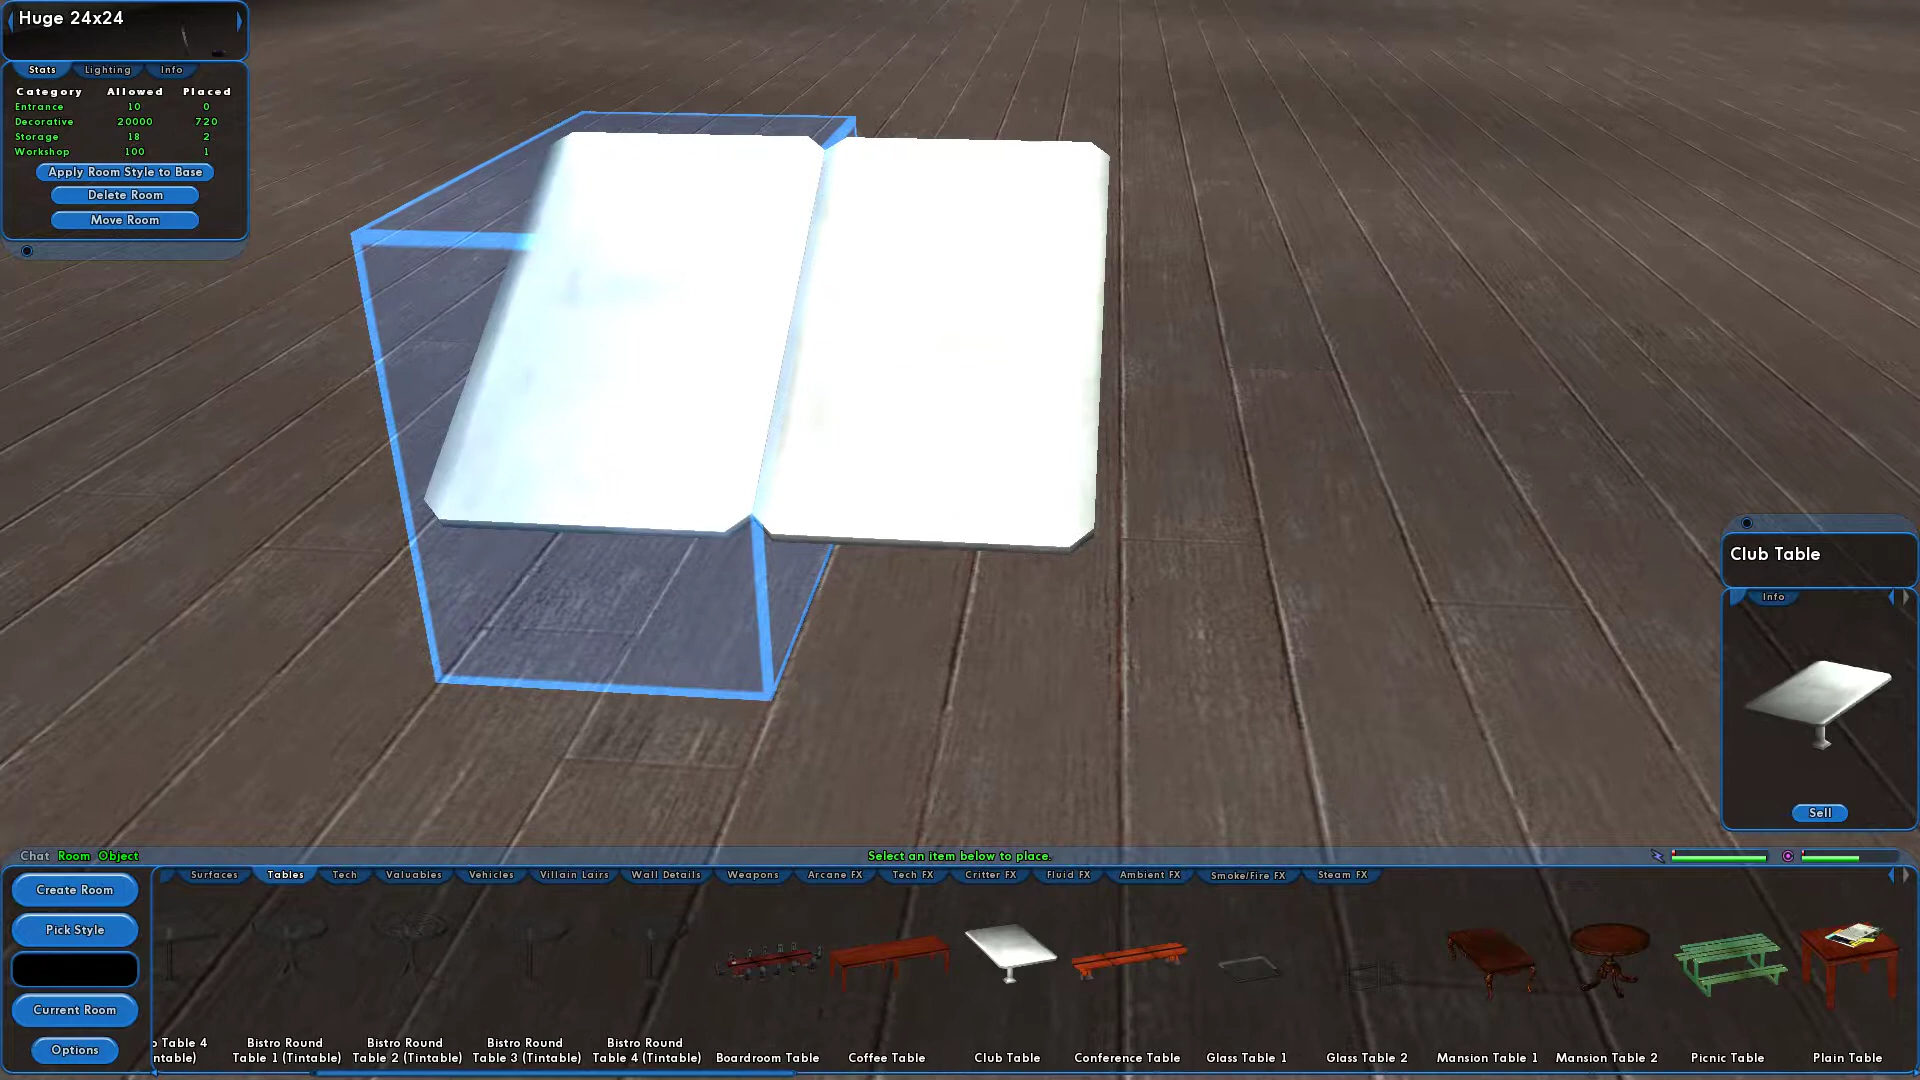 Huge 24x24
Stats Lighting Info
Category Allowed Placed
Entrance 10 0
Decorative 20000 720
Storage 18 2
Workshop 100 1
Apply Room Style to Base
Delete Room
Move Room
Club Table
Info
Sell
Chat Room Object
Select an item below to place.
Create Room
Pick Style
Current Room
Options
Surfaces Tables Tech Valuables Vehicles Villain Lairs Wall Details Weapons Arcane FX Tech FX Critter FX Fluid FX Ambient FX Smoke/Fire FX Steam FX
o Table 4
ntable)
Bistro Round
Table 1 (Tintable)
Bistro Round
Table 2 (Tintable)
Bistro Round
Table 3 (Tintable)
Bistro Round
Table 4 (Tintable)
Boardroom Table
Coffee Table
Club Table
Conference Table
Glass Table 1
Glass Table 2
Mansion Table 1
Mansion Table 2
Picnic Table
Plain Table